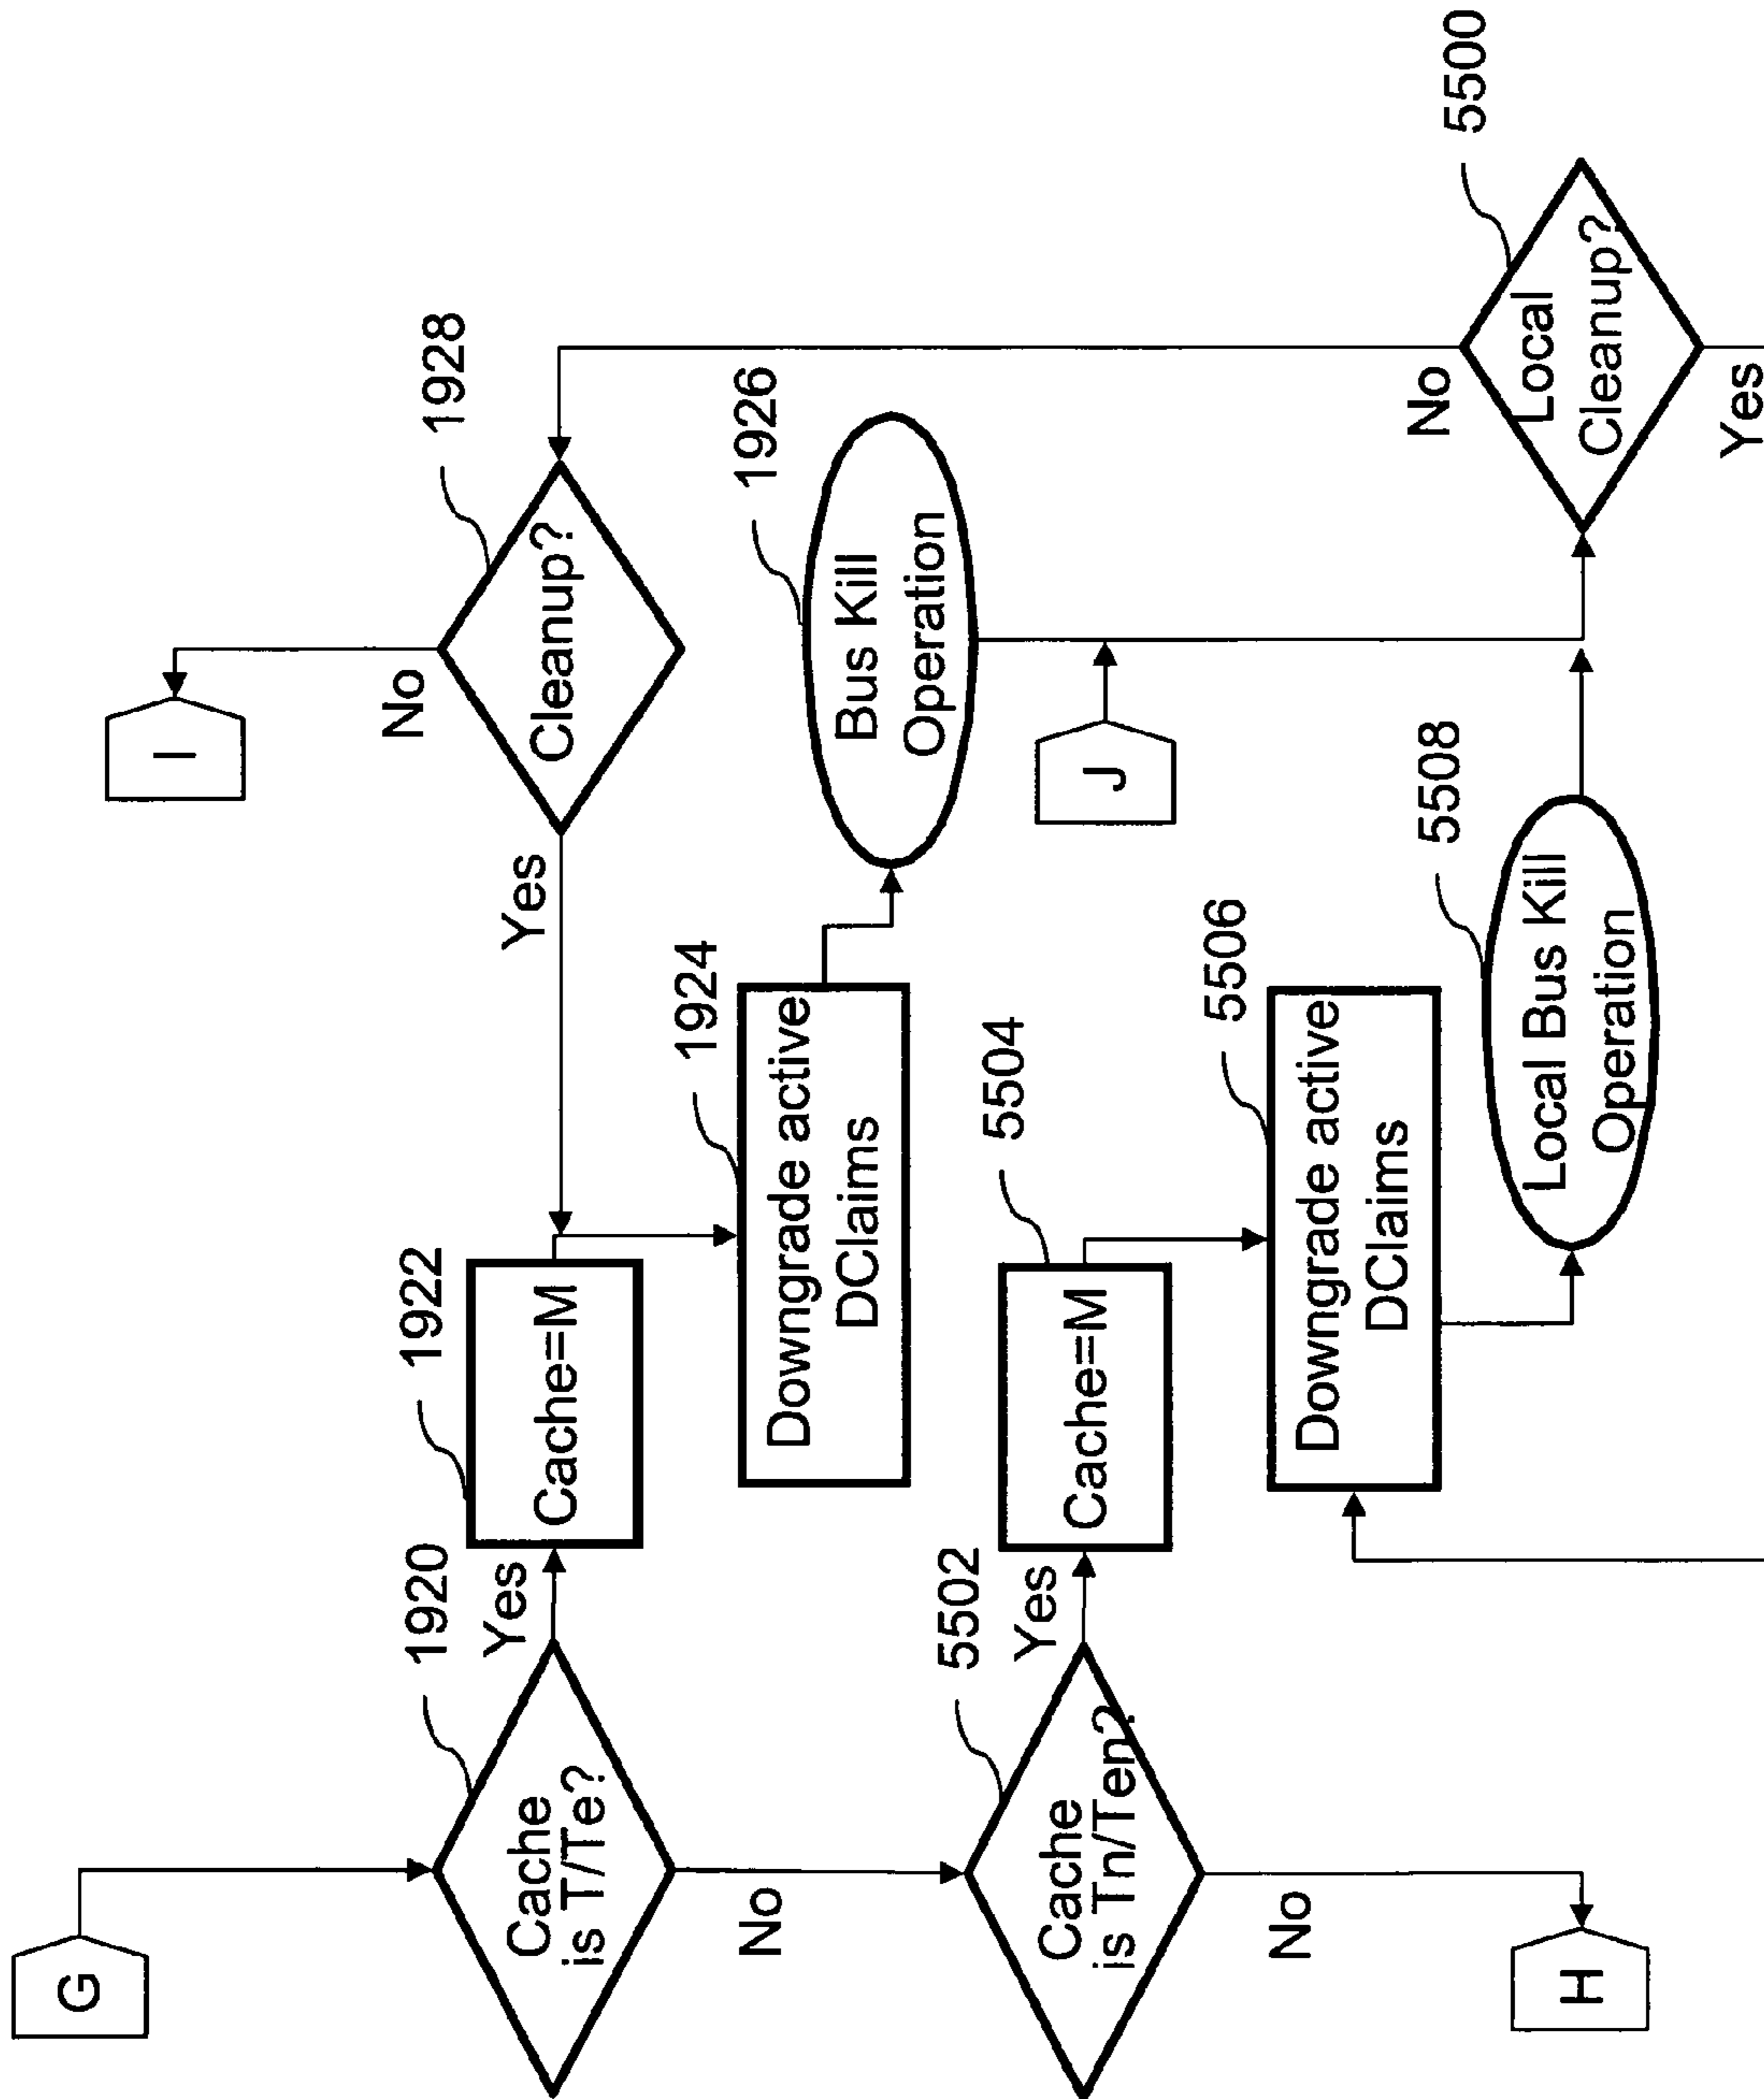 G
1920
Cache
is T/Te?
Yes
No
1922
Cache=M
1924
Downgrade active
DClaims
Yes
1928
Cleanup?
No
I
1926
Bus Kill
Operation
J
5502
Cache
is Tn/Ten?
Yes
No
H
5504
Cache=M
5506
Downgrade active
DClaims
5508
Local Bus Kill
Operation
5500
Local
Cleanup?
No
Yes